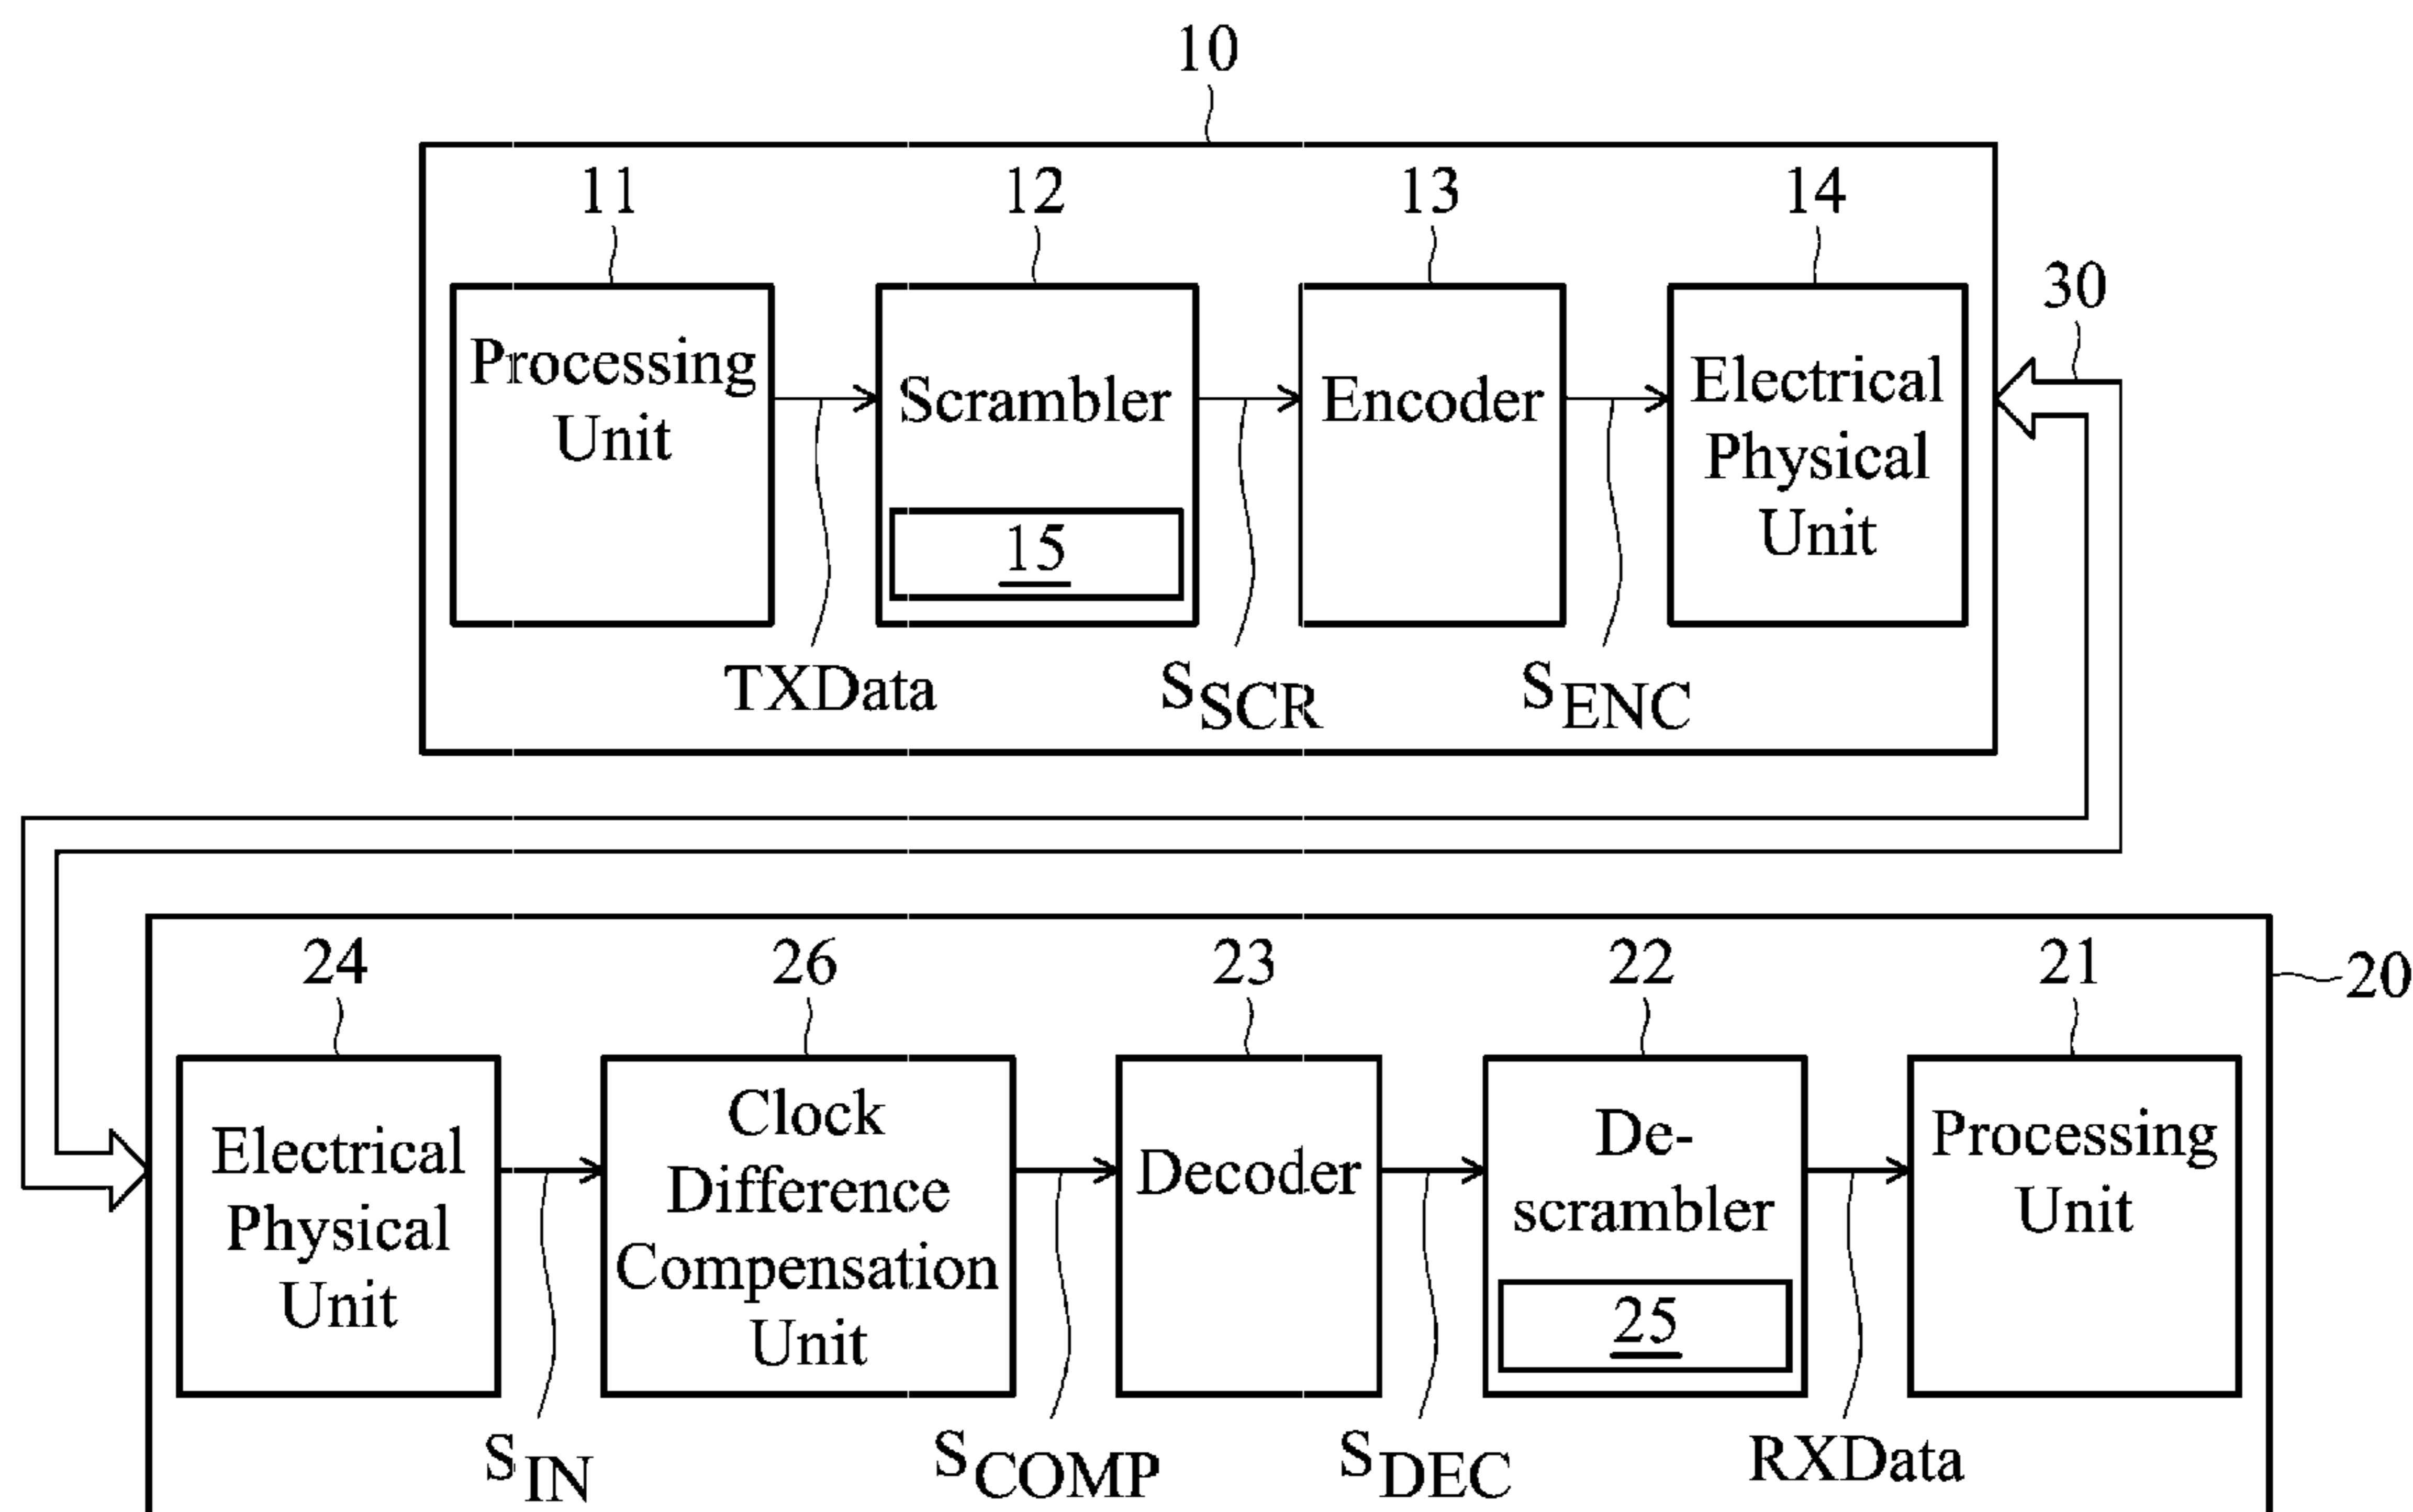 10
11
12
13
14
30
Processing
Unit
Scrambler
15
Encoder
Electrical
Physical
Unit
TXData
SSCR
SENC
24
26
23
22
21
20
Electrical
Physical
Unit
Clock
Difference
Compensation
Unit
Decoder
De-
scrambler
25
Processing
Unit
SIN
SCOMP
SDEC
RXData